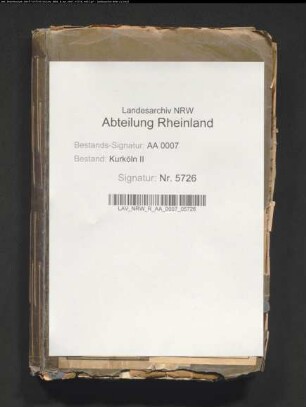 Landesarchiv NRW
Abteilung Rheinland
Bestands-Signatur: AA 0007
Bestand: Kurköln II
Signatur: Nr. 5726
LAV_NRW_R_AA_0007_05726